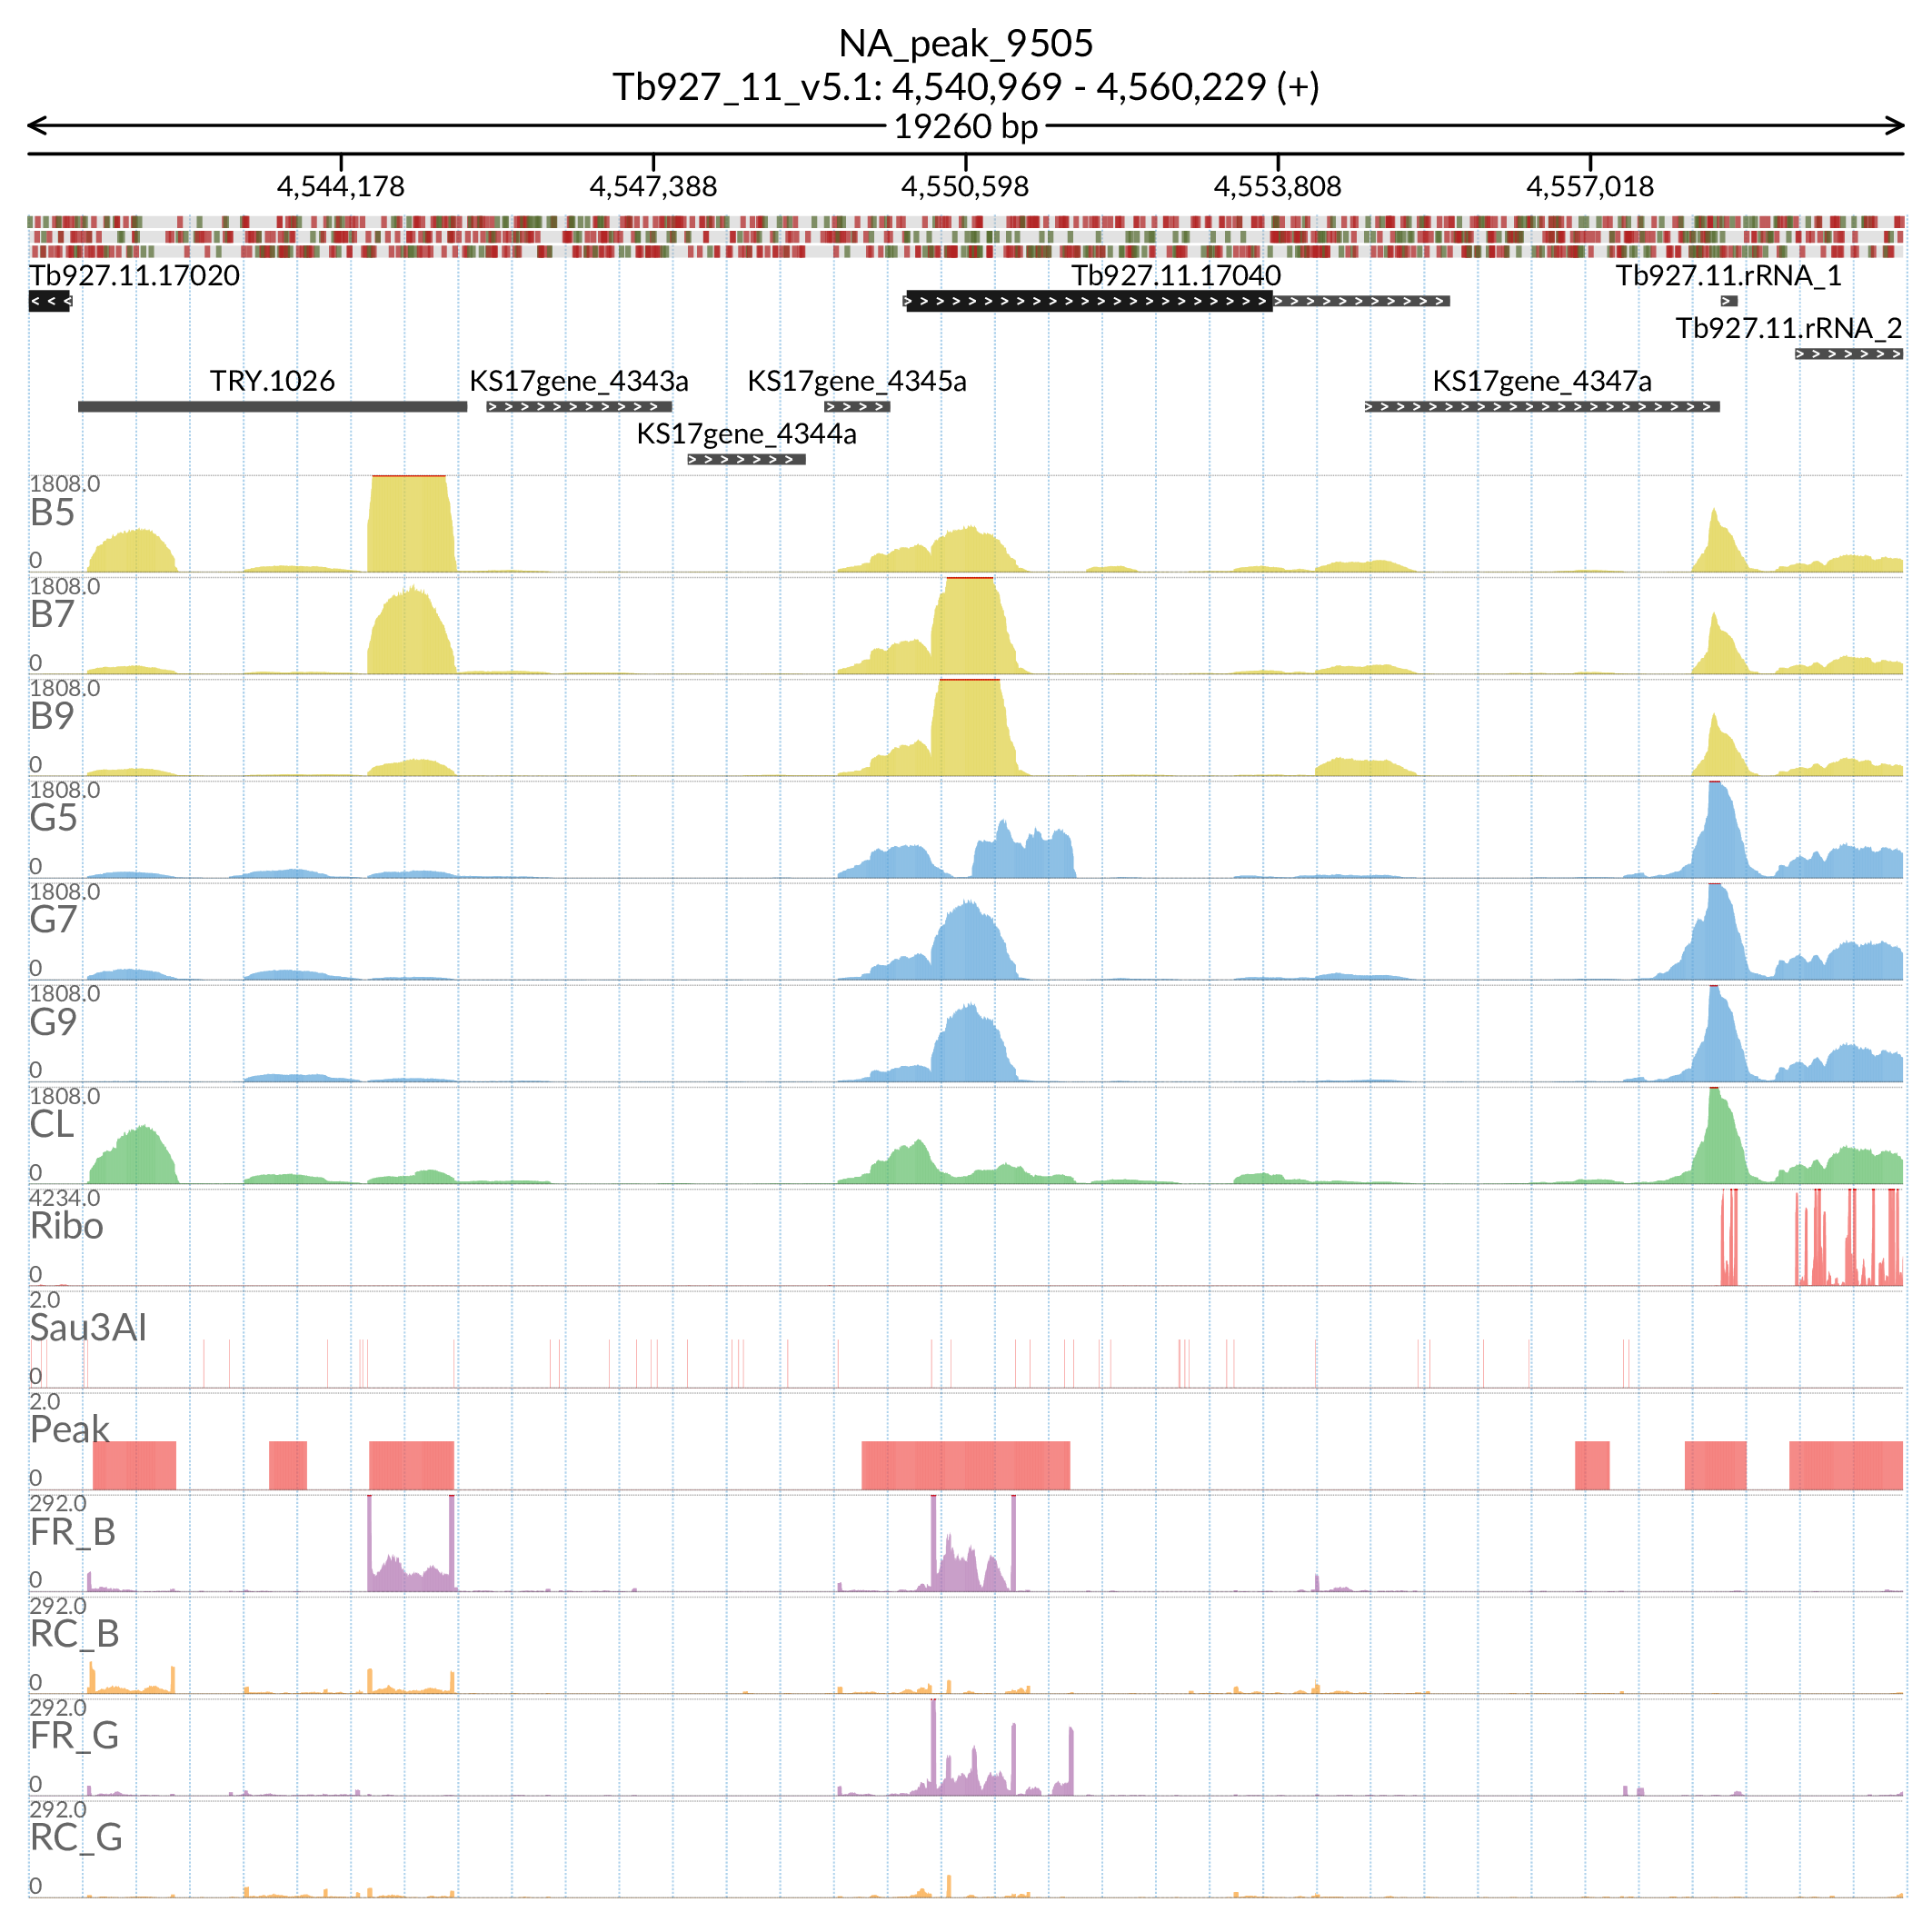 NA_peak_9505
Tb927_11_v5.1: 4,540,969 - 4,560,229 (+)
19260 bp
4,544,178 4,547,388 4,550,598 4,553,808 4,557,018
Tb927.11.17020 Tb927.11.17040 Tb927.11.rRNA_1
Tb927.11.rRNA_2
TRY.1026 KS17gene_4343a KS17gene_4345a KS17gene_4347a
KS17gene_4344a
1808.0
B5
0
1808.0
B7
0
1808.0
B9
0
1808.0
G5
0
1808.0
G7
0
1808.0
G9
0
1808.0
CL
0
4234.0
Ribo
0
2.0
Sau3AI
0
2.0
Peak
0
292.0
FR_B
0
292.0
RC_B
0
292.0
FR_G
0
292.0
RC_G
0